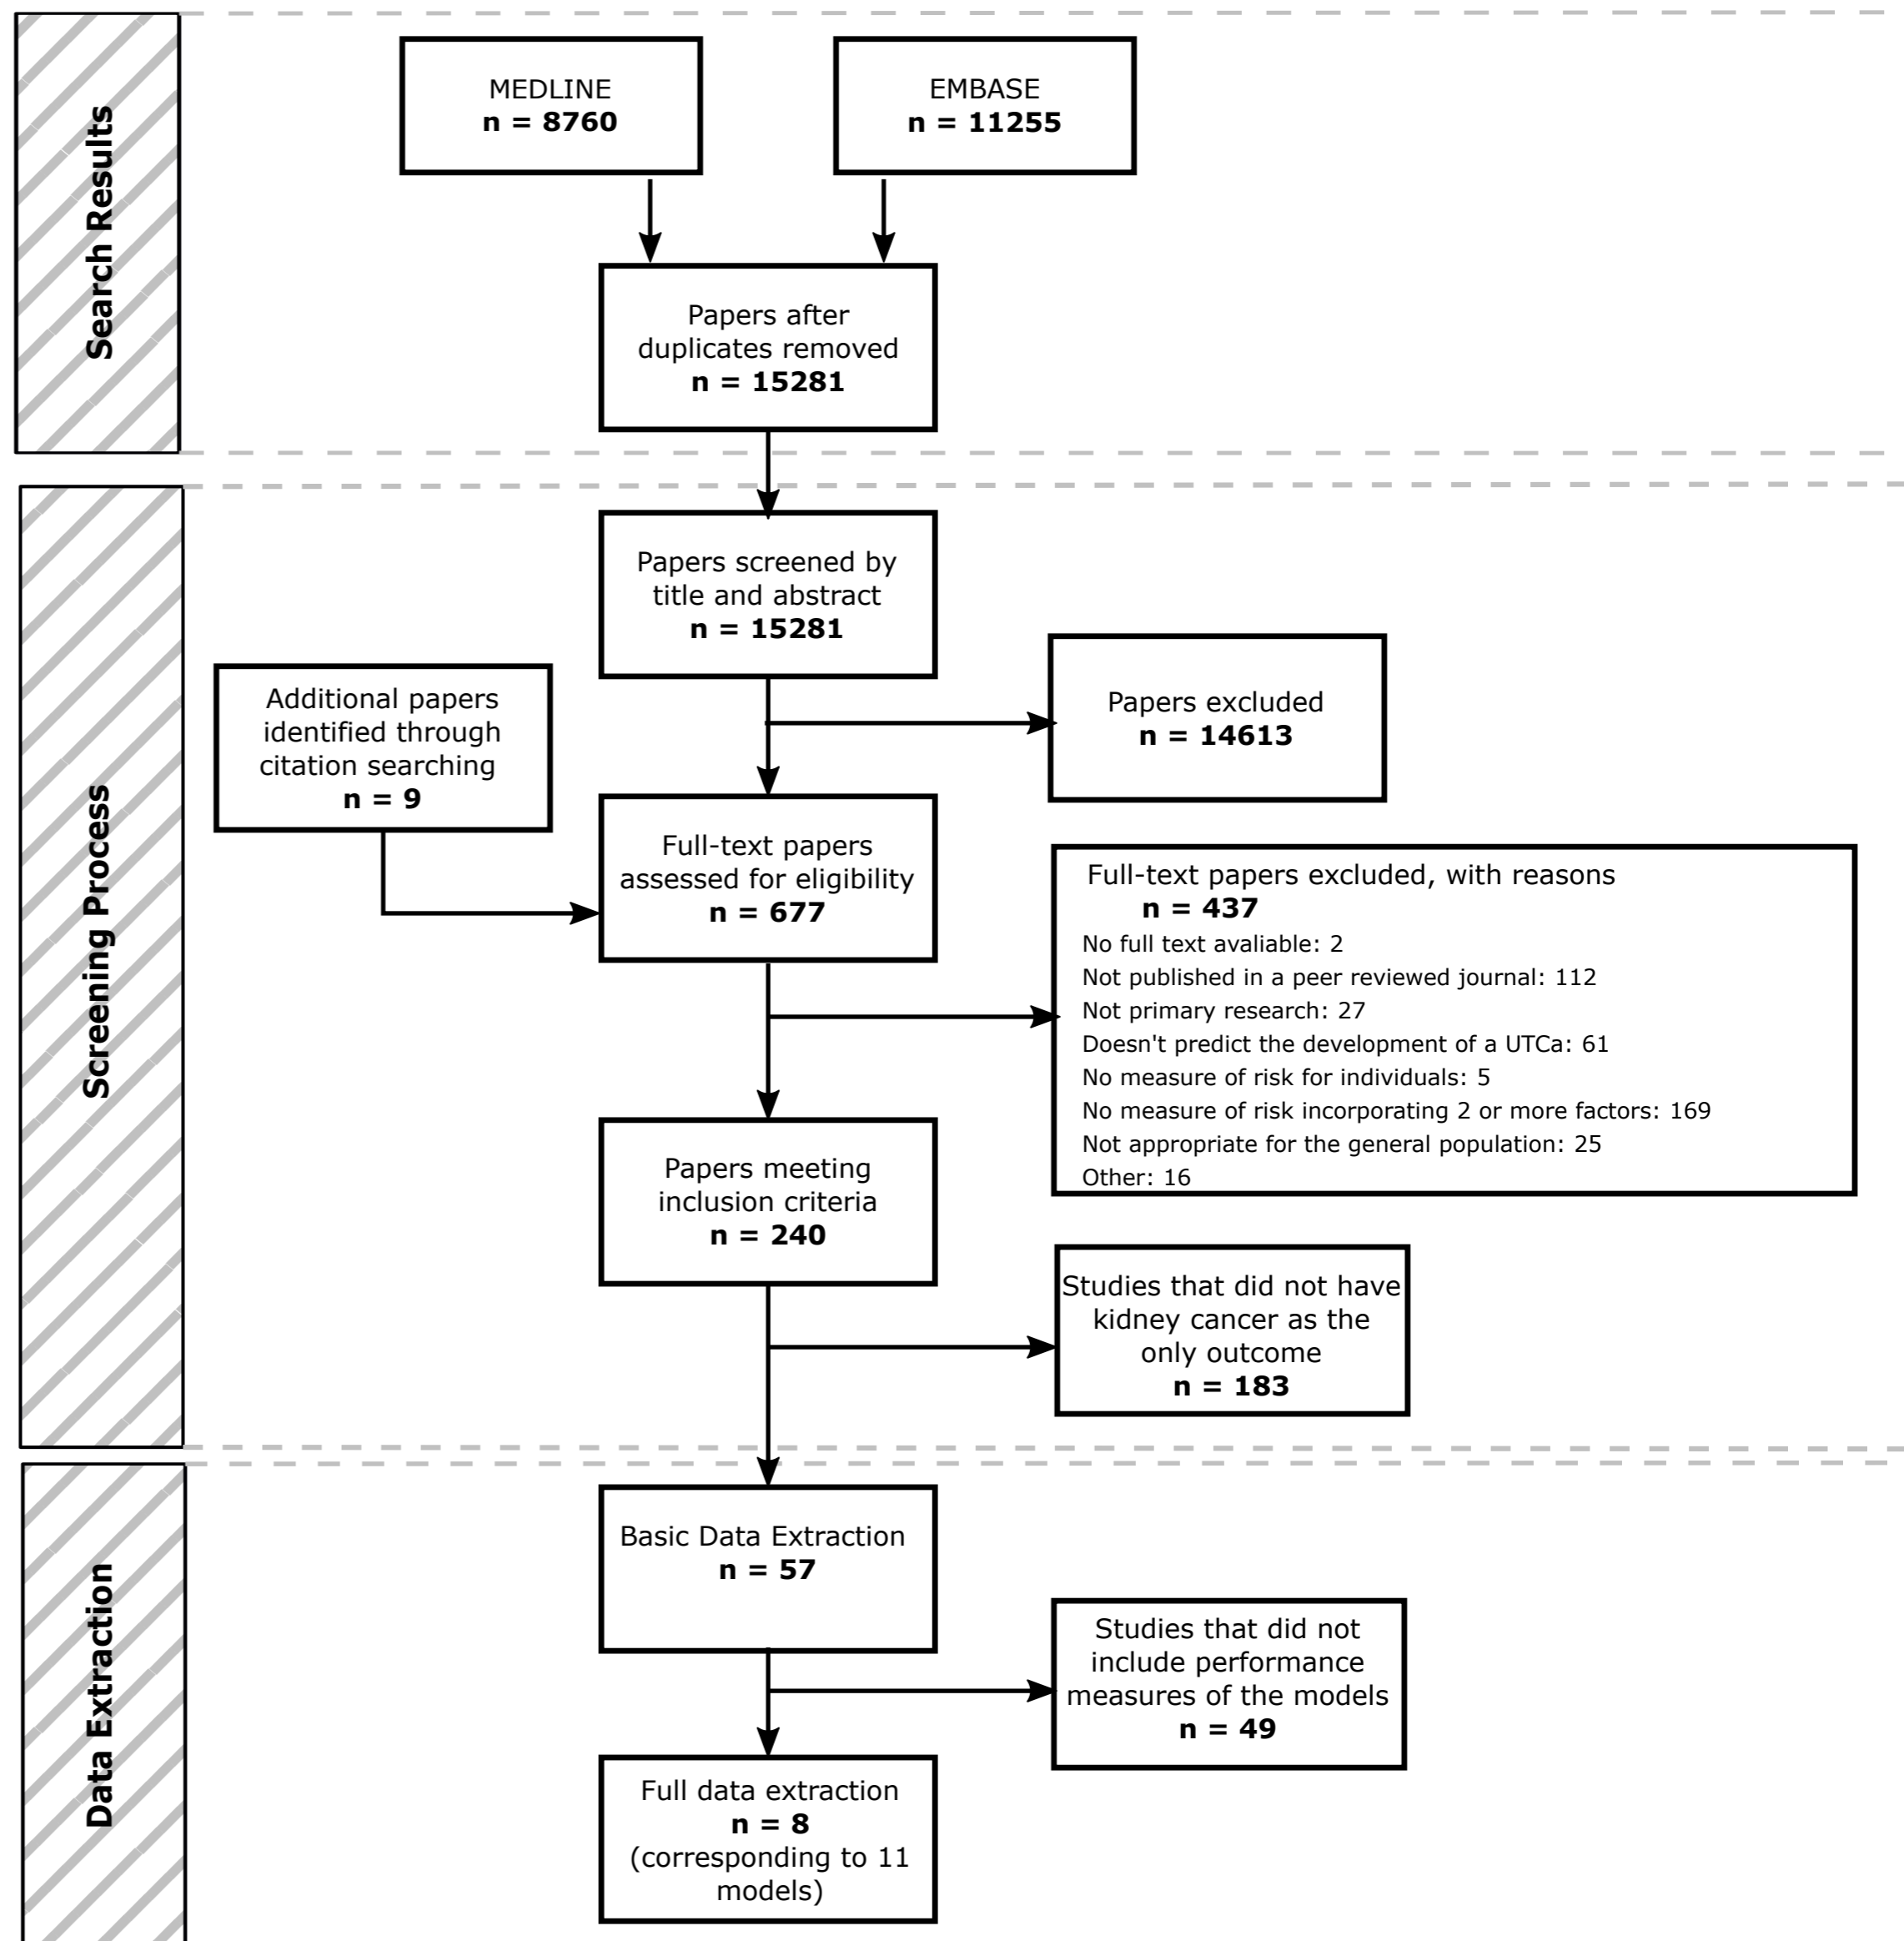 Search Results
MEDLINE
n = 8760
EMBASE
n = 11255
Papers after
duplicates removed
n = 15281
Screening Process
Papers screened by
title and abstract
n = 15281
Papers excluded
n = 14613
Additional papers
identified through
citation searching
n = 9
Full-text papers
assessed for eligibility
n = 677
Full-text papers excluded, with reasons
n = 437
No full text avaliable: 2
Not published in a peer reviewed journal: 112
Not primary research: 27
Doesn't predict the development of a UTCa: 61
No measure of risk for individuals: 5
No measure of risk incorporating 2 or more factors: 169
Not appropriate for the general population: 25
Other: 16
Papers meeting
inclusion criteria
n = 240
Studies that did not have
kidney cancer as the
only outcome
n = 183
Data Extraction
Basic Data Extraction
n = 57
Studies that did not
include performance
measures of the models
n = 49
Full data extraction
n = 8
(corresponding to 11
models)